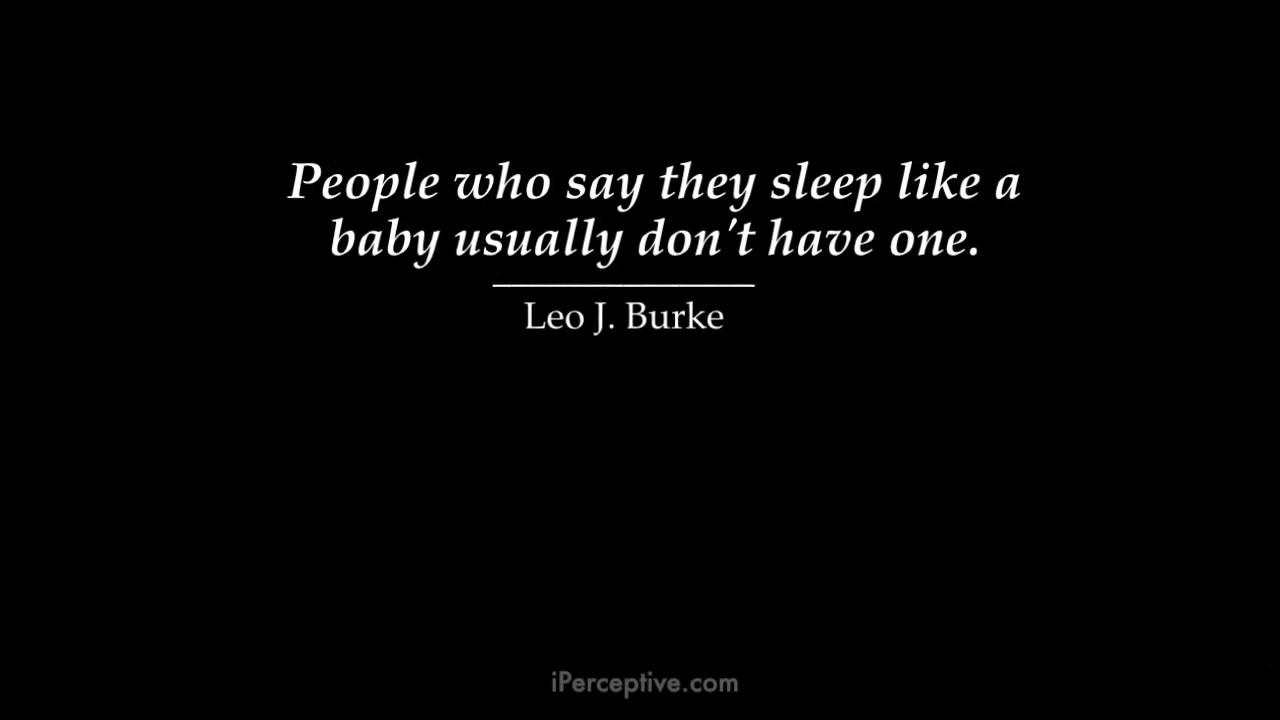 People who say they sleep like a
baby usually don't have one.
Leo J. Burke
iPerceptive.com